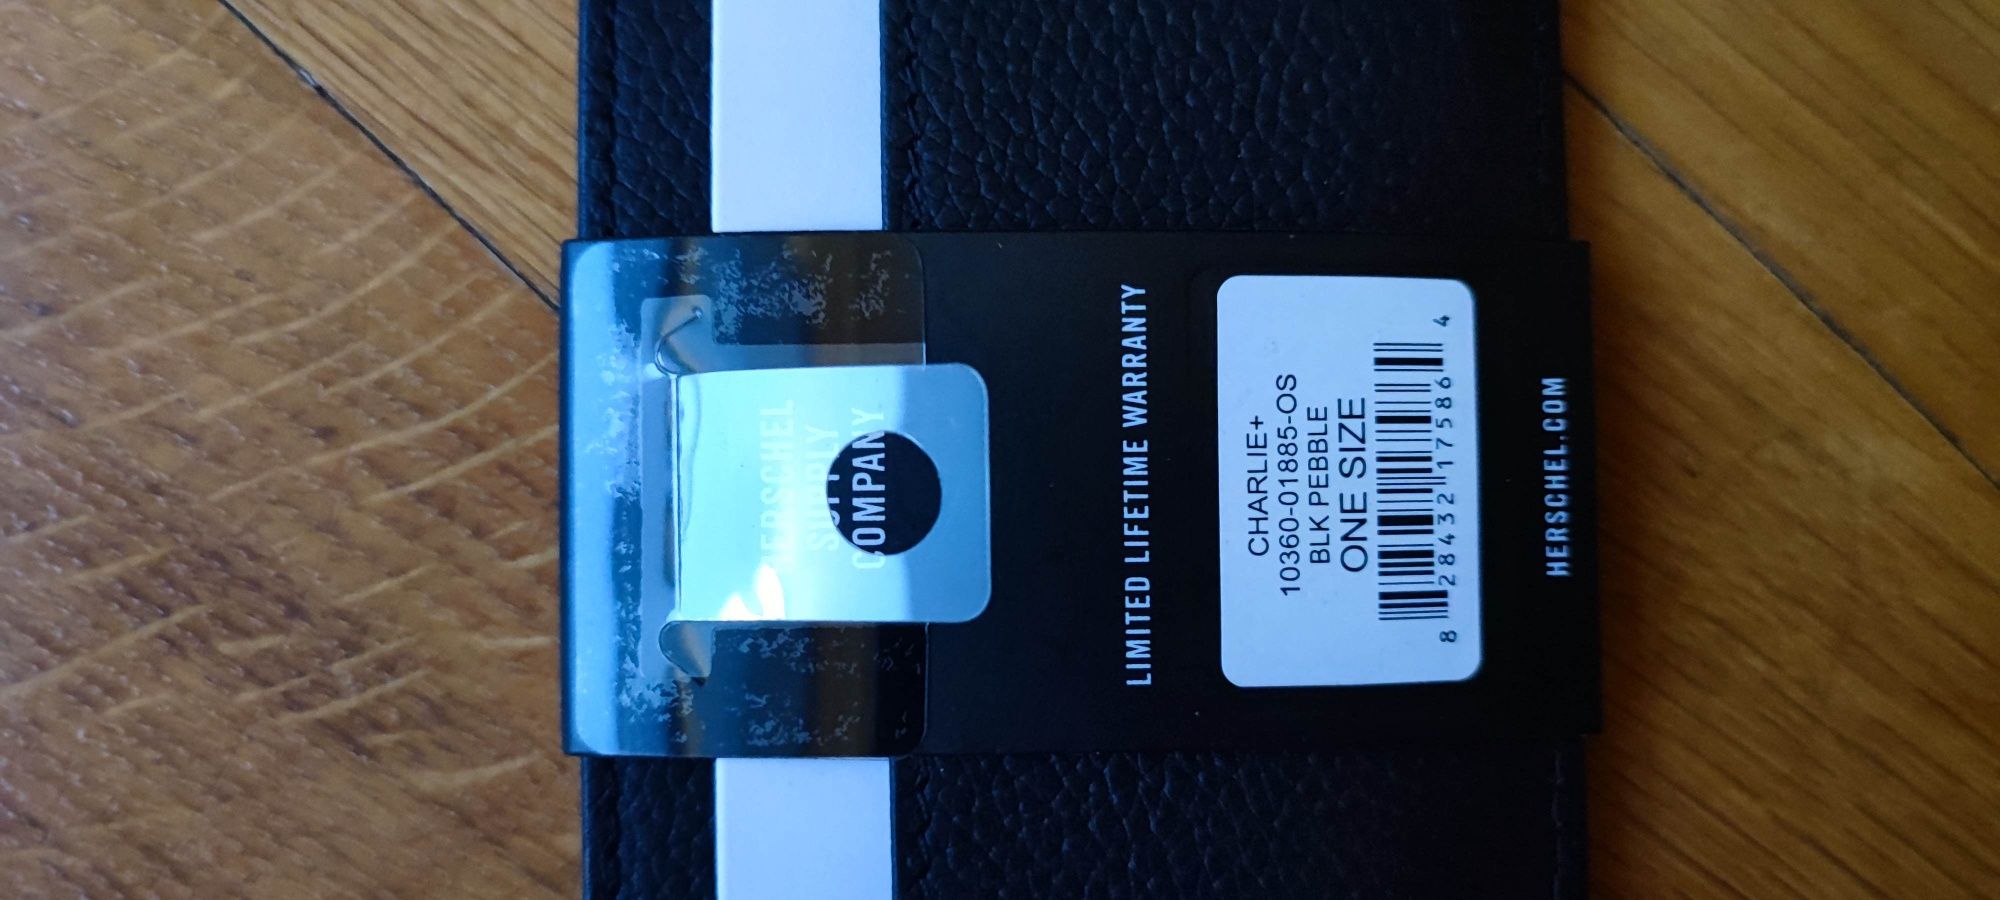 HERSCHEL
SUPPLY
COMPANY
LIMITED LIFETIME WARRANTY
CHARLIE+
10360-01885-OS
BLK PEBBLE
ONE SIZE
8 28432 17586 4
HERSCHEL.COM